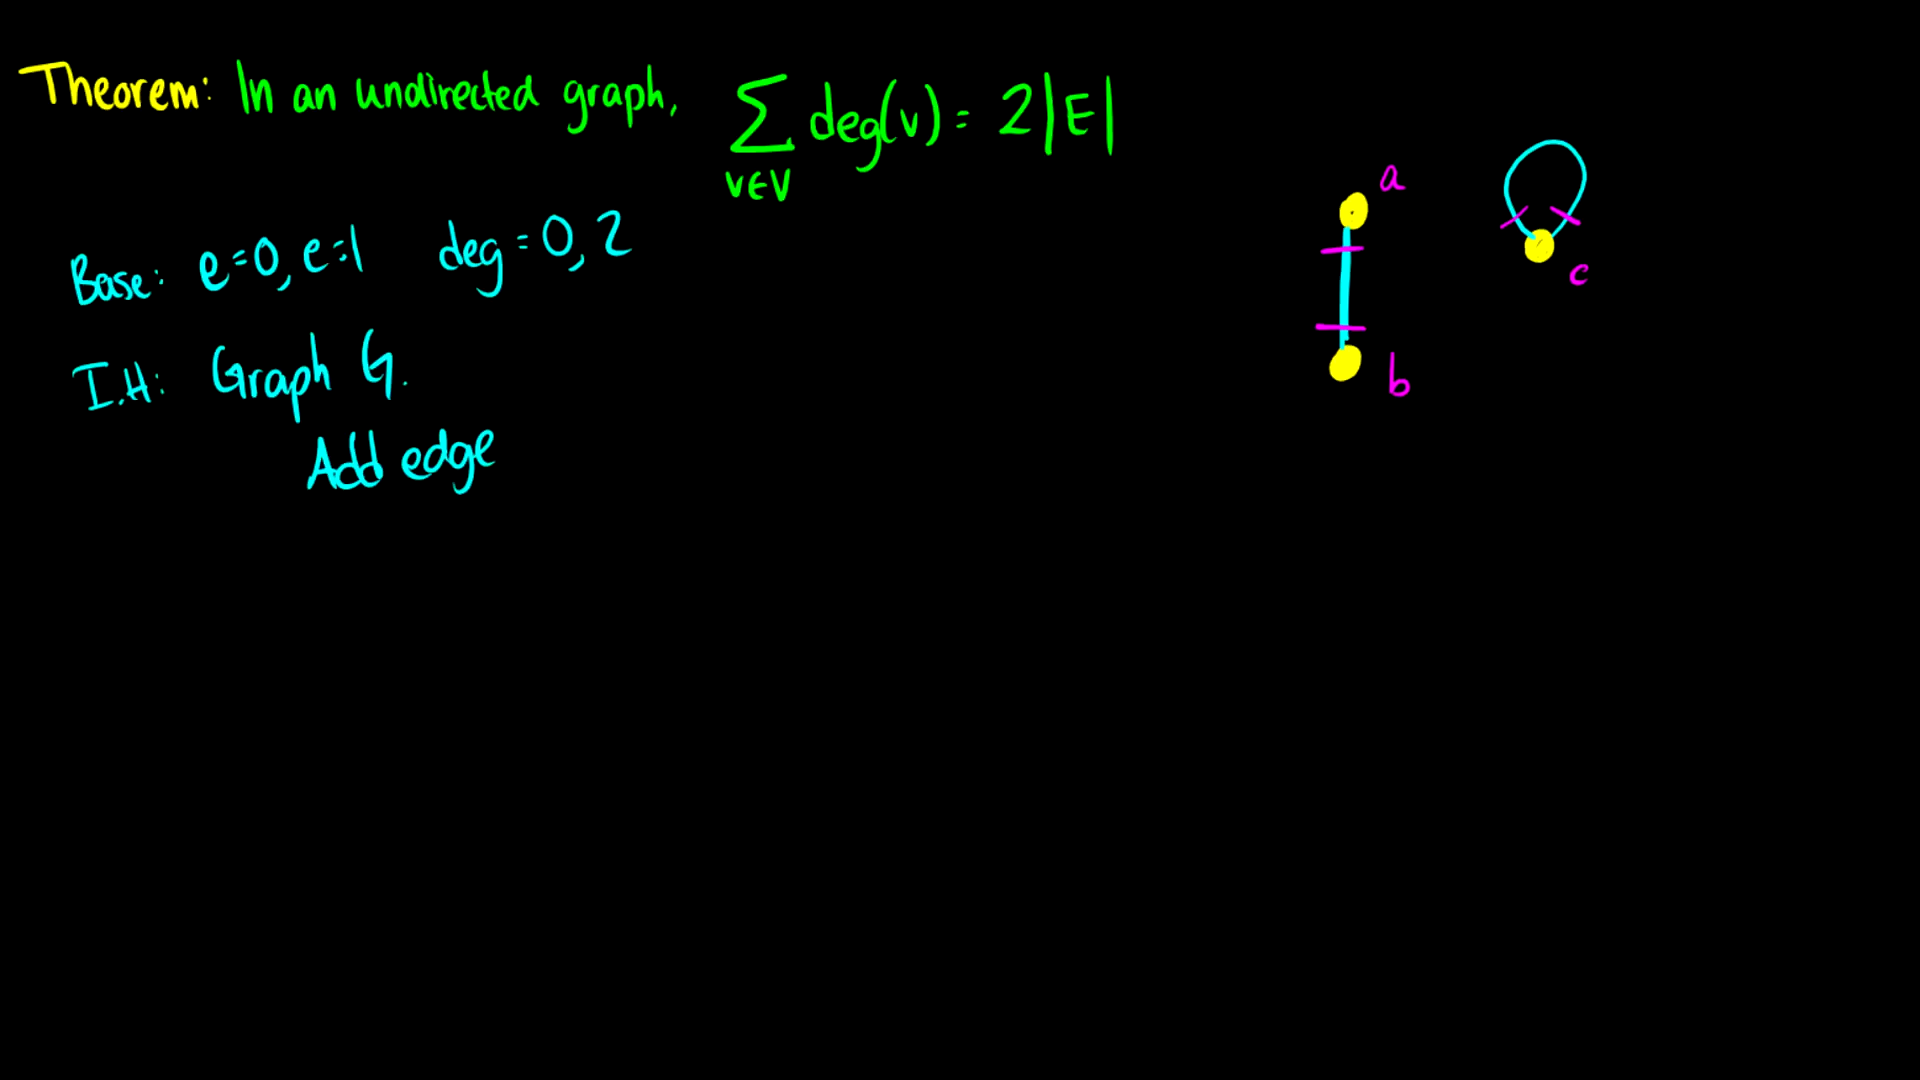 Theorem: In an undirected graph, ∑ deg(v) = 2|E|
v∈V
a
c
b
Base: e=0, e=1 deg=0, 2
I.H: Graph G.
Add edge